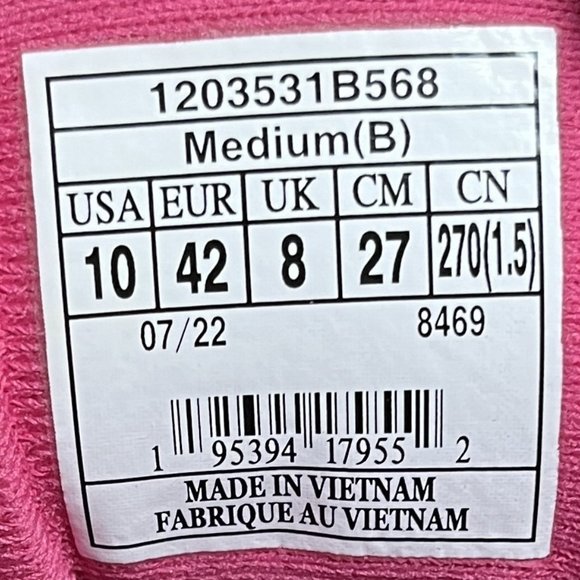 1203531B568
Medium(B)
USA EUR UK CM CN
10 42 8 27 270(1.5)
07/22 8469
1 95394 17955 2
MADE IN VIETNAM
FABRIQUE AU VIETNAM